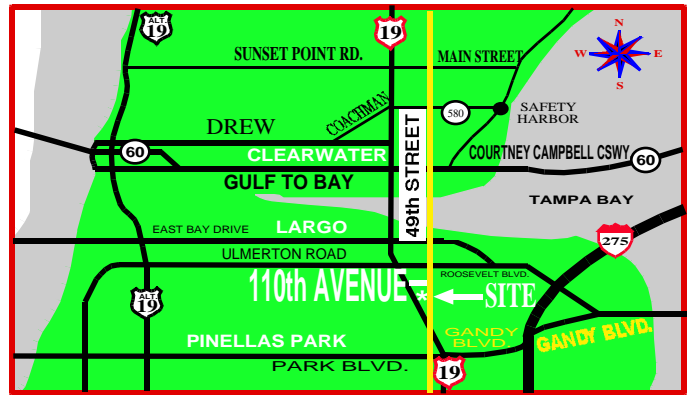 ALT.
19
19
N
W
E
S
SUNSET POINT RD.
MAIN STREET
COACHMAN
580
SAFETY
HARBOR
DREW
60
CLEARWATER
COURTNEY CAMPBELL CSWY
60
GULF TO BAY
49th STREET
TAMPA BAY
EAST BAY DRIVE
LARGO
275
ULMERTON ROAD
ROOSEVELT BLVD.
110th AVENUE
*
SITE
ALT.
19
PINELLAS PARK
GANDY
BLVD.
GANDY BLVD.
PARK BLVD.
19